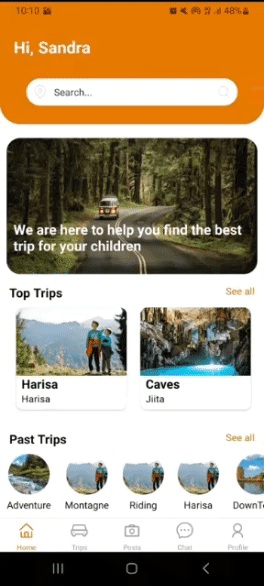 10:10
48%
Hi, Sandra
Search...
We are here to help you find the best
trip for your children
Top Trips
See all
Harisa
Harisa
Caves
Jiita
Past Trips
See all
Adventure
Montagne
Riding
Harisa
DownT
Home
Trips
Posts
Chat
Profile